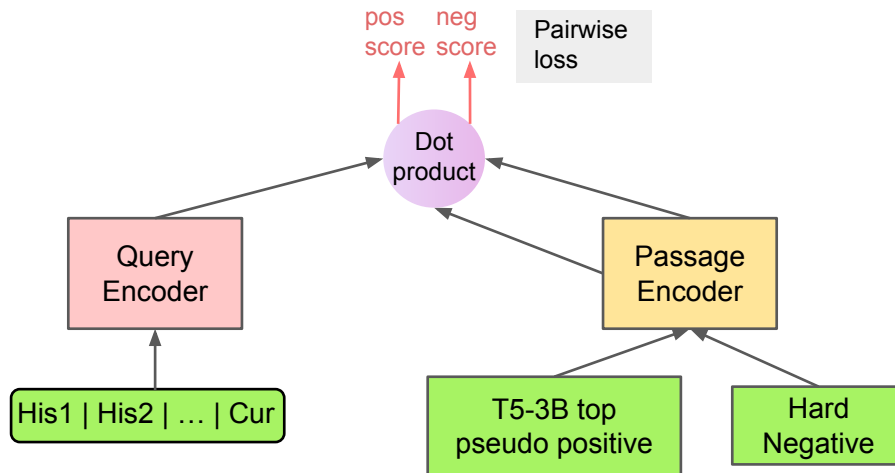 pos neg
score score
Pairwise
loss
Dot
product
Query
Encoder
Passage
Encoder
His1 | His2 | … | Cur
T5-3B top
pseudo positive
Hard
Negative